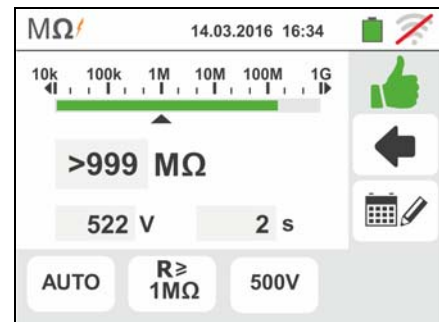 MΩ 14.03.2016 16:34
10k 100k 1M 10M 100M 1G
>999 MΩ
522 V 2 s
AUTO R≥ 1MΩ 500V